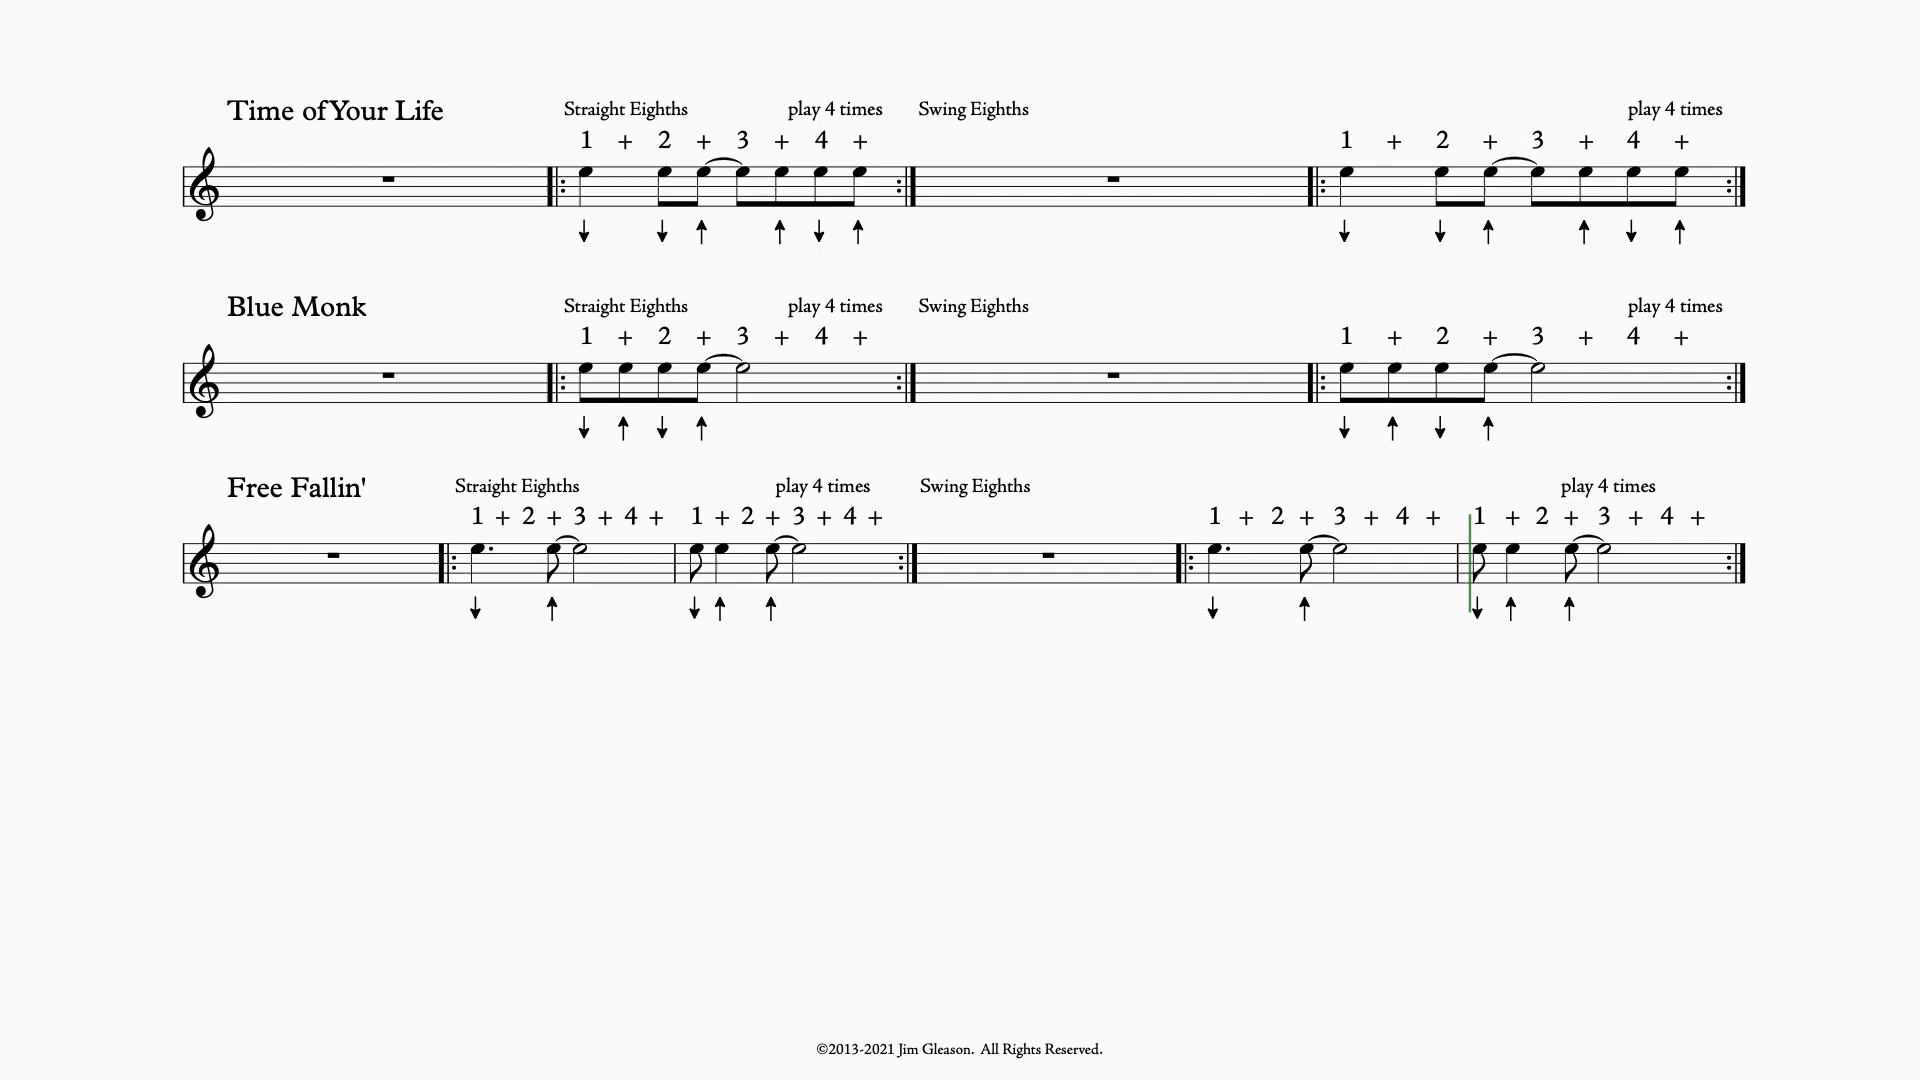 Time of Your Life Straight Eighths play 4 times Swing Eighths play 4 times
1 + 2 + 3 + 4 + 1 + 2 + 3 + 4 +
Blue Monk Straight Eighths play 4 times Swing Eighths play 4 times
1 + 2 + 3 + 4 + 1 + 2 + 3 + 4 +
Free Fallin' Straight Eighths play 4 times Swing Eighths play 4 times
1 + 2 + 3 + 4 + 1 + 2 + 3 + 4 + 1 + 2 + 3 + 4 + 1 + 2 + 3 + 4 +
©2013-2021 Jim Gleason. All Rights Reserved.